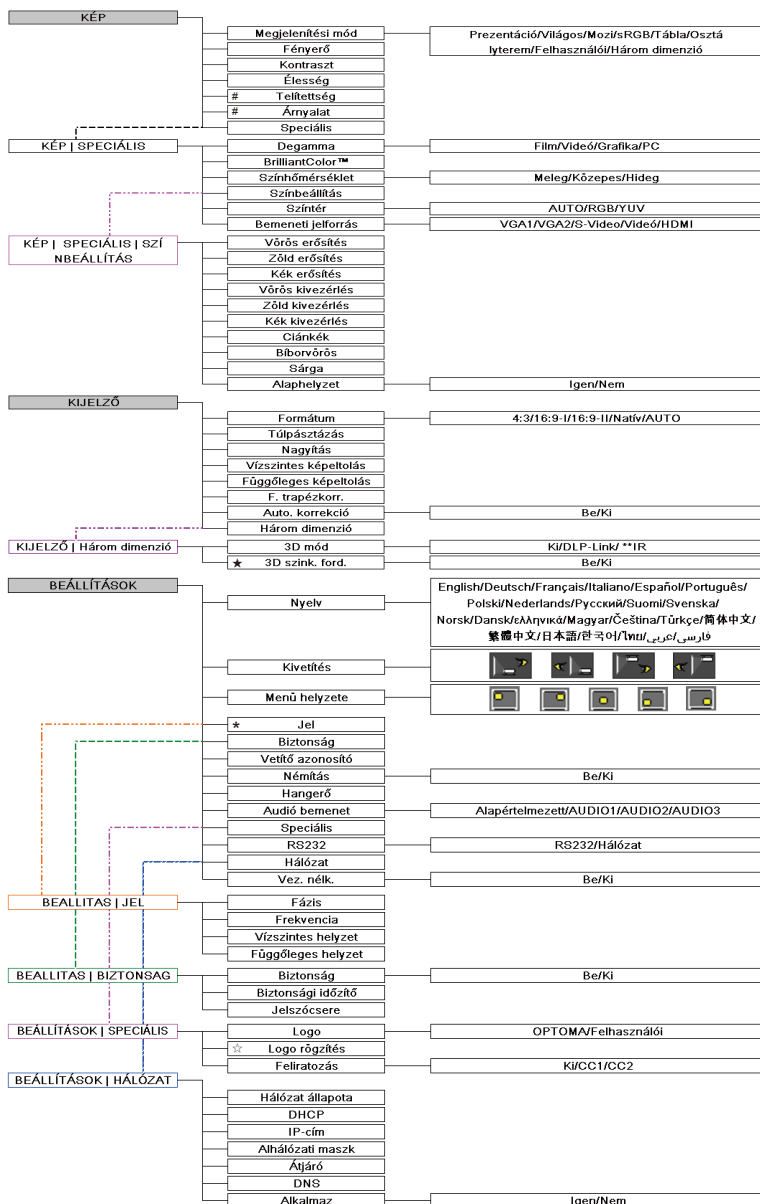 KÉP
Megjelenítési mód Prezentáció/Világos/Mozi/sRGB/Tábla/Osztá
lyterem/Felhasználói/Három dimenzió
Fényerő
Kontraszt
Élesség
# Telítettség
# Árnyalat
Speciális
KÉP | SPECIÁLIS Degamma Film/Videó/Grafika/PC
BrilliantColor™
Színhőmérséklet Meleg/Közepes/Hideg
Színbeállítás
Színtér AUTO/RGB/YUV
Bemeneti jelforrás VGA1/VGA2/S-Video/Videó/HDMI
KÉP | SPECIÁLIS | SZÍ
NBEÁLLÍTÁS
Vörös erősítés
Zöld erősítés
Kék erősítés
Vörös kivezérlés
Zöld kivezérlés
Kék kivezérlés
Ciánkék
Bíborvörös
Sárga
Alaphelyzet Igen/Nem
KIJELZŐ
Formátum 4:3/16:9-I/16:9-II/Natív/AUTO
Túlpásztázás
Nagyítás
Vízszintes képeltolás
Függőleges képeltolás
F. trapézkorr.
Auto. korrekció Be/Ki
Három dimenzió
KIJELZŐ | Három dimenzió 3D mód Ki/DLP-Link/ **IR
★ 3D szink. ford. Be/Ki
BEÁLLÍTÁSOK
Nyelv English/Deutsch/Français/Italiano/Español/Português/
Polski/Nederlands/Русский/Suomi/Svenska/
Norsk/Dansk/ελληνικά/Magyar/Čeština/Türkçe/简体中文/
繁體中文/日本語/한국어/ไทย/فارسی/عربي
Kivetítés
Menü helyzete
* Jel
Biztonság
Vetítő azonosító
Némítás Be/Ki
Hangerő
Audió bemenet Alapértelmezett/AUDIO1/AUDIO2/AUDIO3
Speciális
RS232 RS232/Hálózat
Hálózat
Vez. nélk. Be/Ki
BEALLITAS | JEL Fázis
Frekvencia
Vízszintes helyzet
Függőleges helyzet
BEALLITAS | BIZTONSAG Biztonság Be/Ki
Biztonsági időzítő
Jelszócsere
BEÁLLÍTÁSOK | SPECIÁLIS Logo OPTOMA/Felhasználói
☆ Logo rögzítés
Feliratozás Ki/CC1/CC2
BEÁLLÍTÁSOK | HÁLÓZAT
Hálózat állapota
DHCP
IP-cím
Alhálózati maszk
Átjáró
DNS
Alkalmaz Igen/Nem